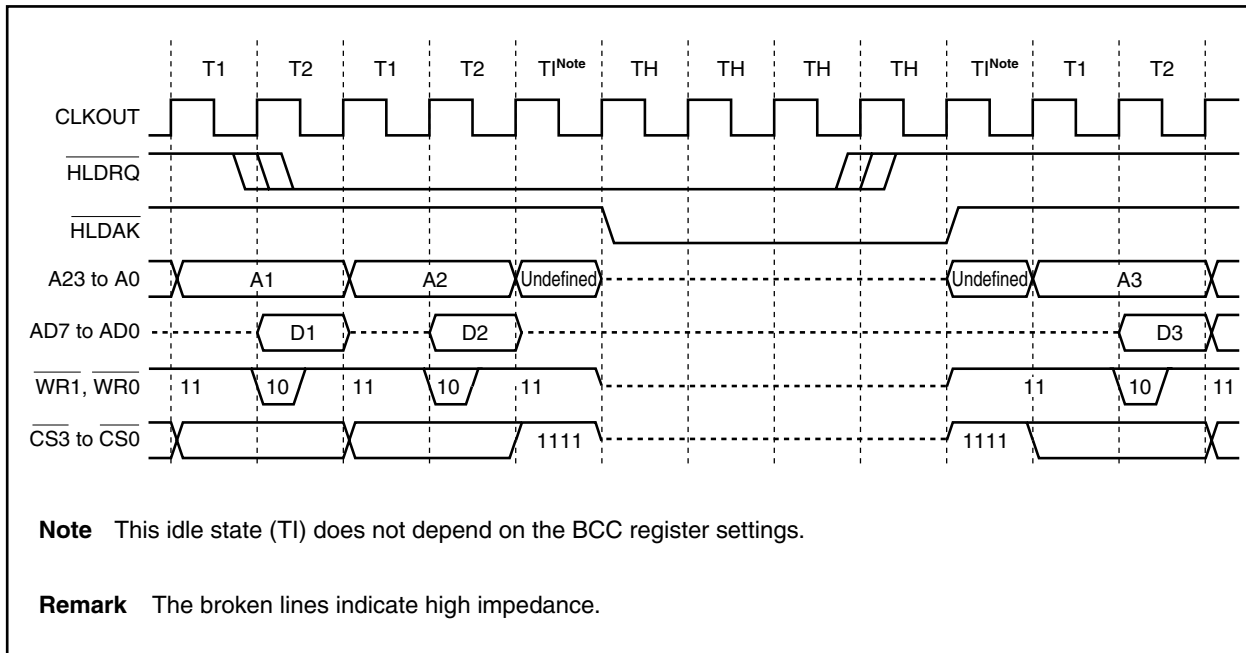 T1 T2 T1 T2 TINote TH TH TH TH TINote T1 T2
CLKOUT
HLDRQ
HLDAK
A23 to A0 A1 A2 Undefined Undefined A3
AD7 to AD0 D1 D2 D3
WR1, WR0 11 10 11 10 11 11 10 11
CS3 to CS0 1111 1111
Note This idle state (TI) does not depend on the BCC register settings.
Remark The broken lines indicate high impedance.